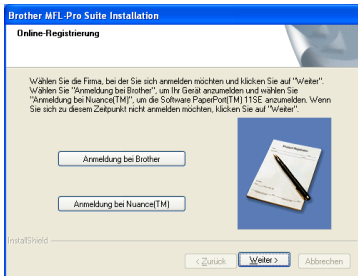 Brother MFL-Pro Suite Installation
Online-Registrierung
Wählen Sie die Firma, bei der Sie sich anmelden möchten und klicken Sie auf "Weiter".
Wählen Sie "Anmeldung bei Brother", um Ihr Gerät anzumelden und wählen Sie
"Anmeldung bei Nuance(TM)", um die Software PaperPort(TM) 11SE anzumelden. Wenn
Sie sich zu diesem Zeitpunkt nicht anmelden möchten, klicken Sie auf "Weiter".
Product Registration
Anmeldung bei Brother
Anmeldung bei Nuance(TM)
InstallShield
< Zurück
Weiter >
Abbrechen